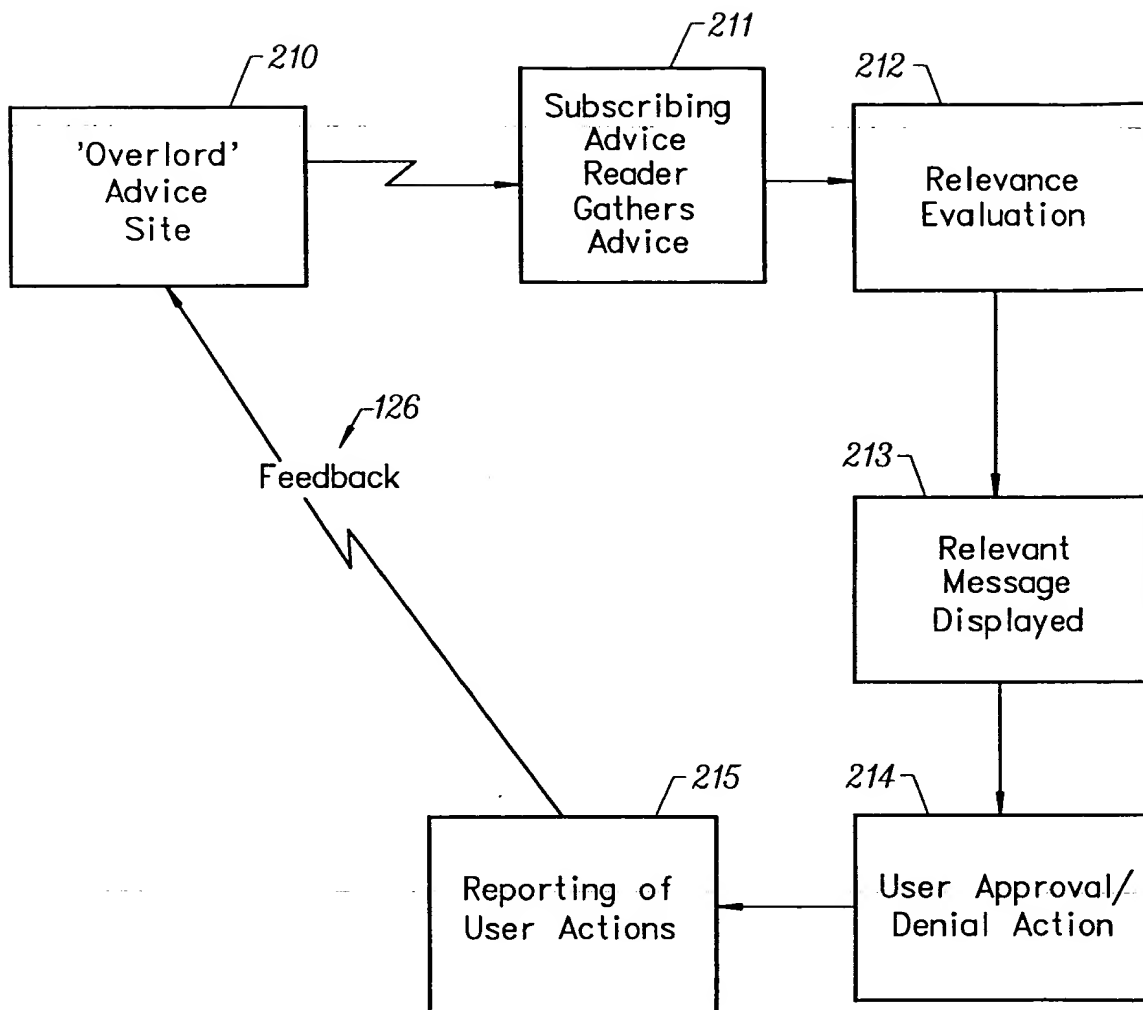 210
'Overlord'
Advice
Site
211
Subscribing
Advice
Reader
Gathers
Advice
212
Relevance
Evaluation
126
Feedback
213
Relevant
Message
Displayed
214
User Approval/
Denial Action
215
Reporting of
User Actions